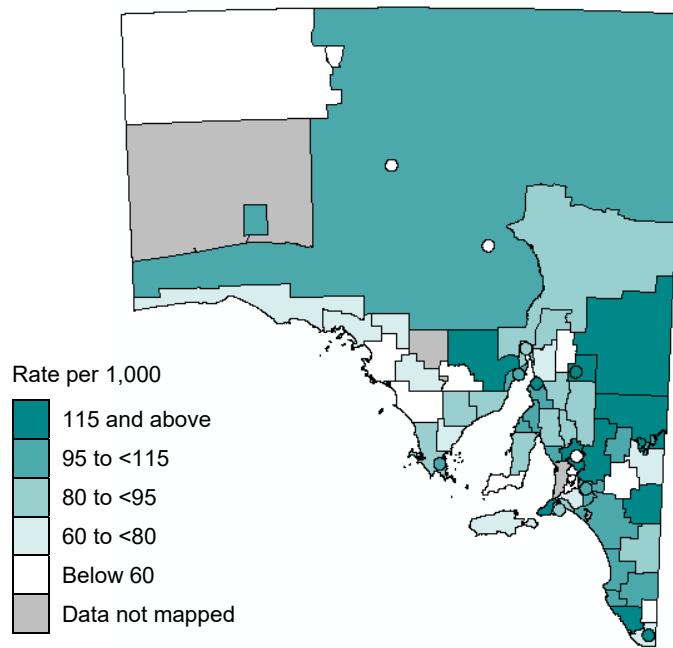 Rate per 1,000
115 and above
95 to <115
80 to <95
60 to <80
Below 60
Data not mapped